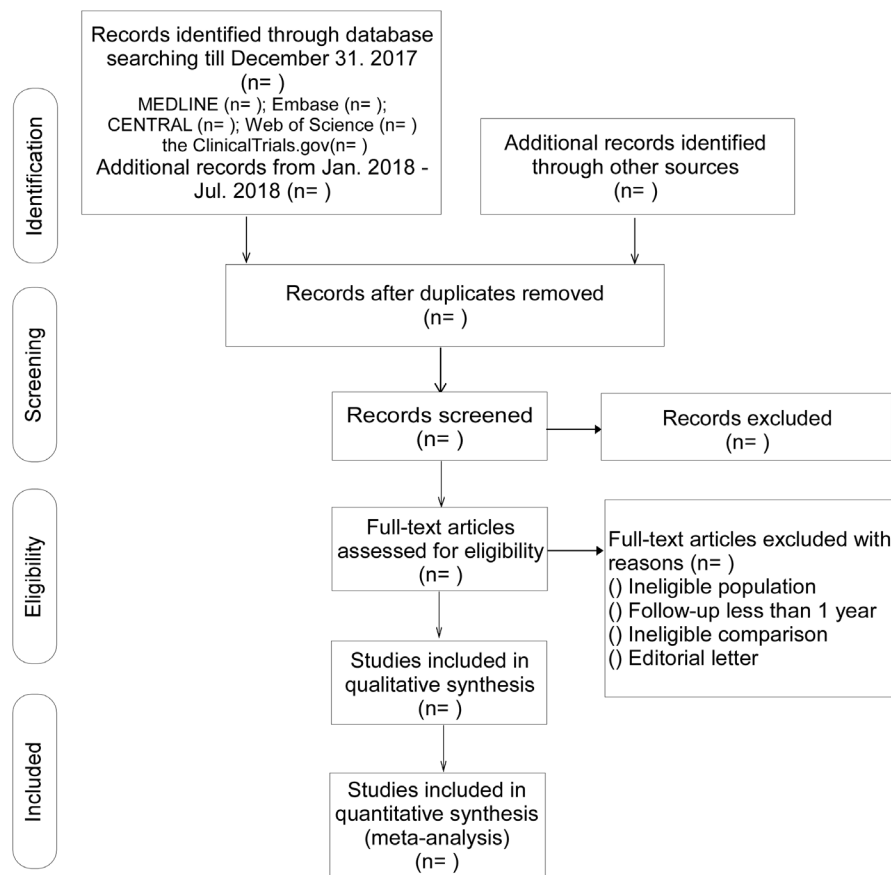 Identification
Records identified through database
searching till December 31. 2017
(n= )
MEDLINE (n= ); Embase (n= );
CENTRAL (n= ); Web of Science (n= )
the ClinicalTrials.gov(n= )
Additional records from Jan. 2018 -
Jul. 2018 (n= )
Additional records identified
through other sources
(n= )
Screening
Records after duplicates removed
(n= )
Records screened
(n= )
Records excluded
(n= )
Eligibility
Full-text articles
assessed for eligibility
(n= )
Full-text articles excluded with
reasons (n= )
() Ineligible population
() Follow-up less than 1 year
() Ineligible comparison
() Editorial letter
Studies included in
qualitative synthesis
(n= )
Included
Studies included in
quantitative synthesis
(meta-analysis)
(n= )